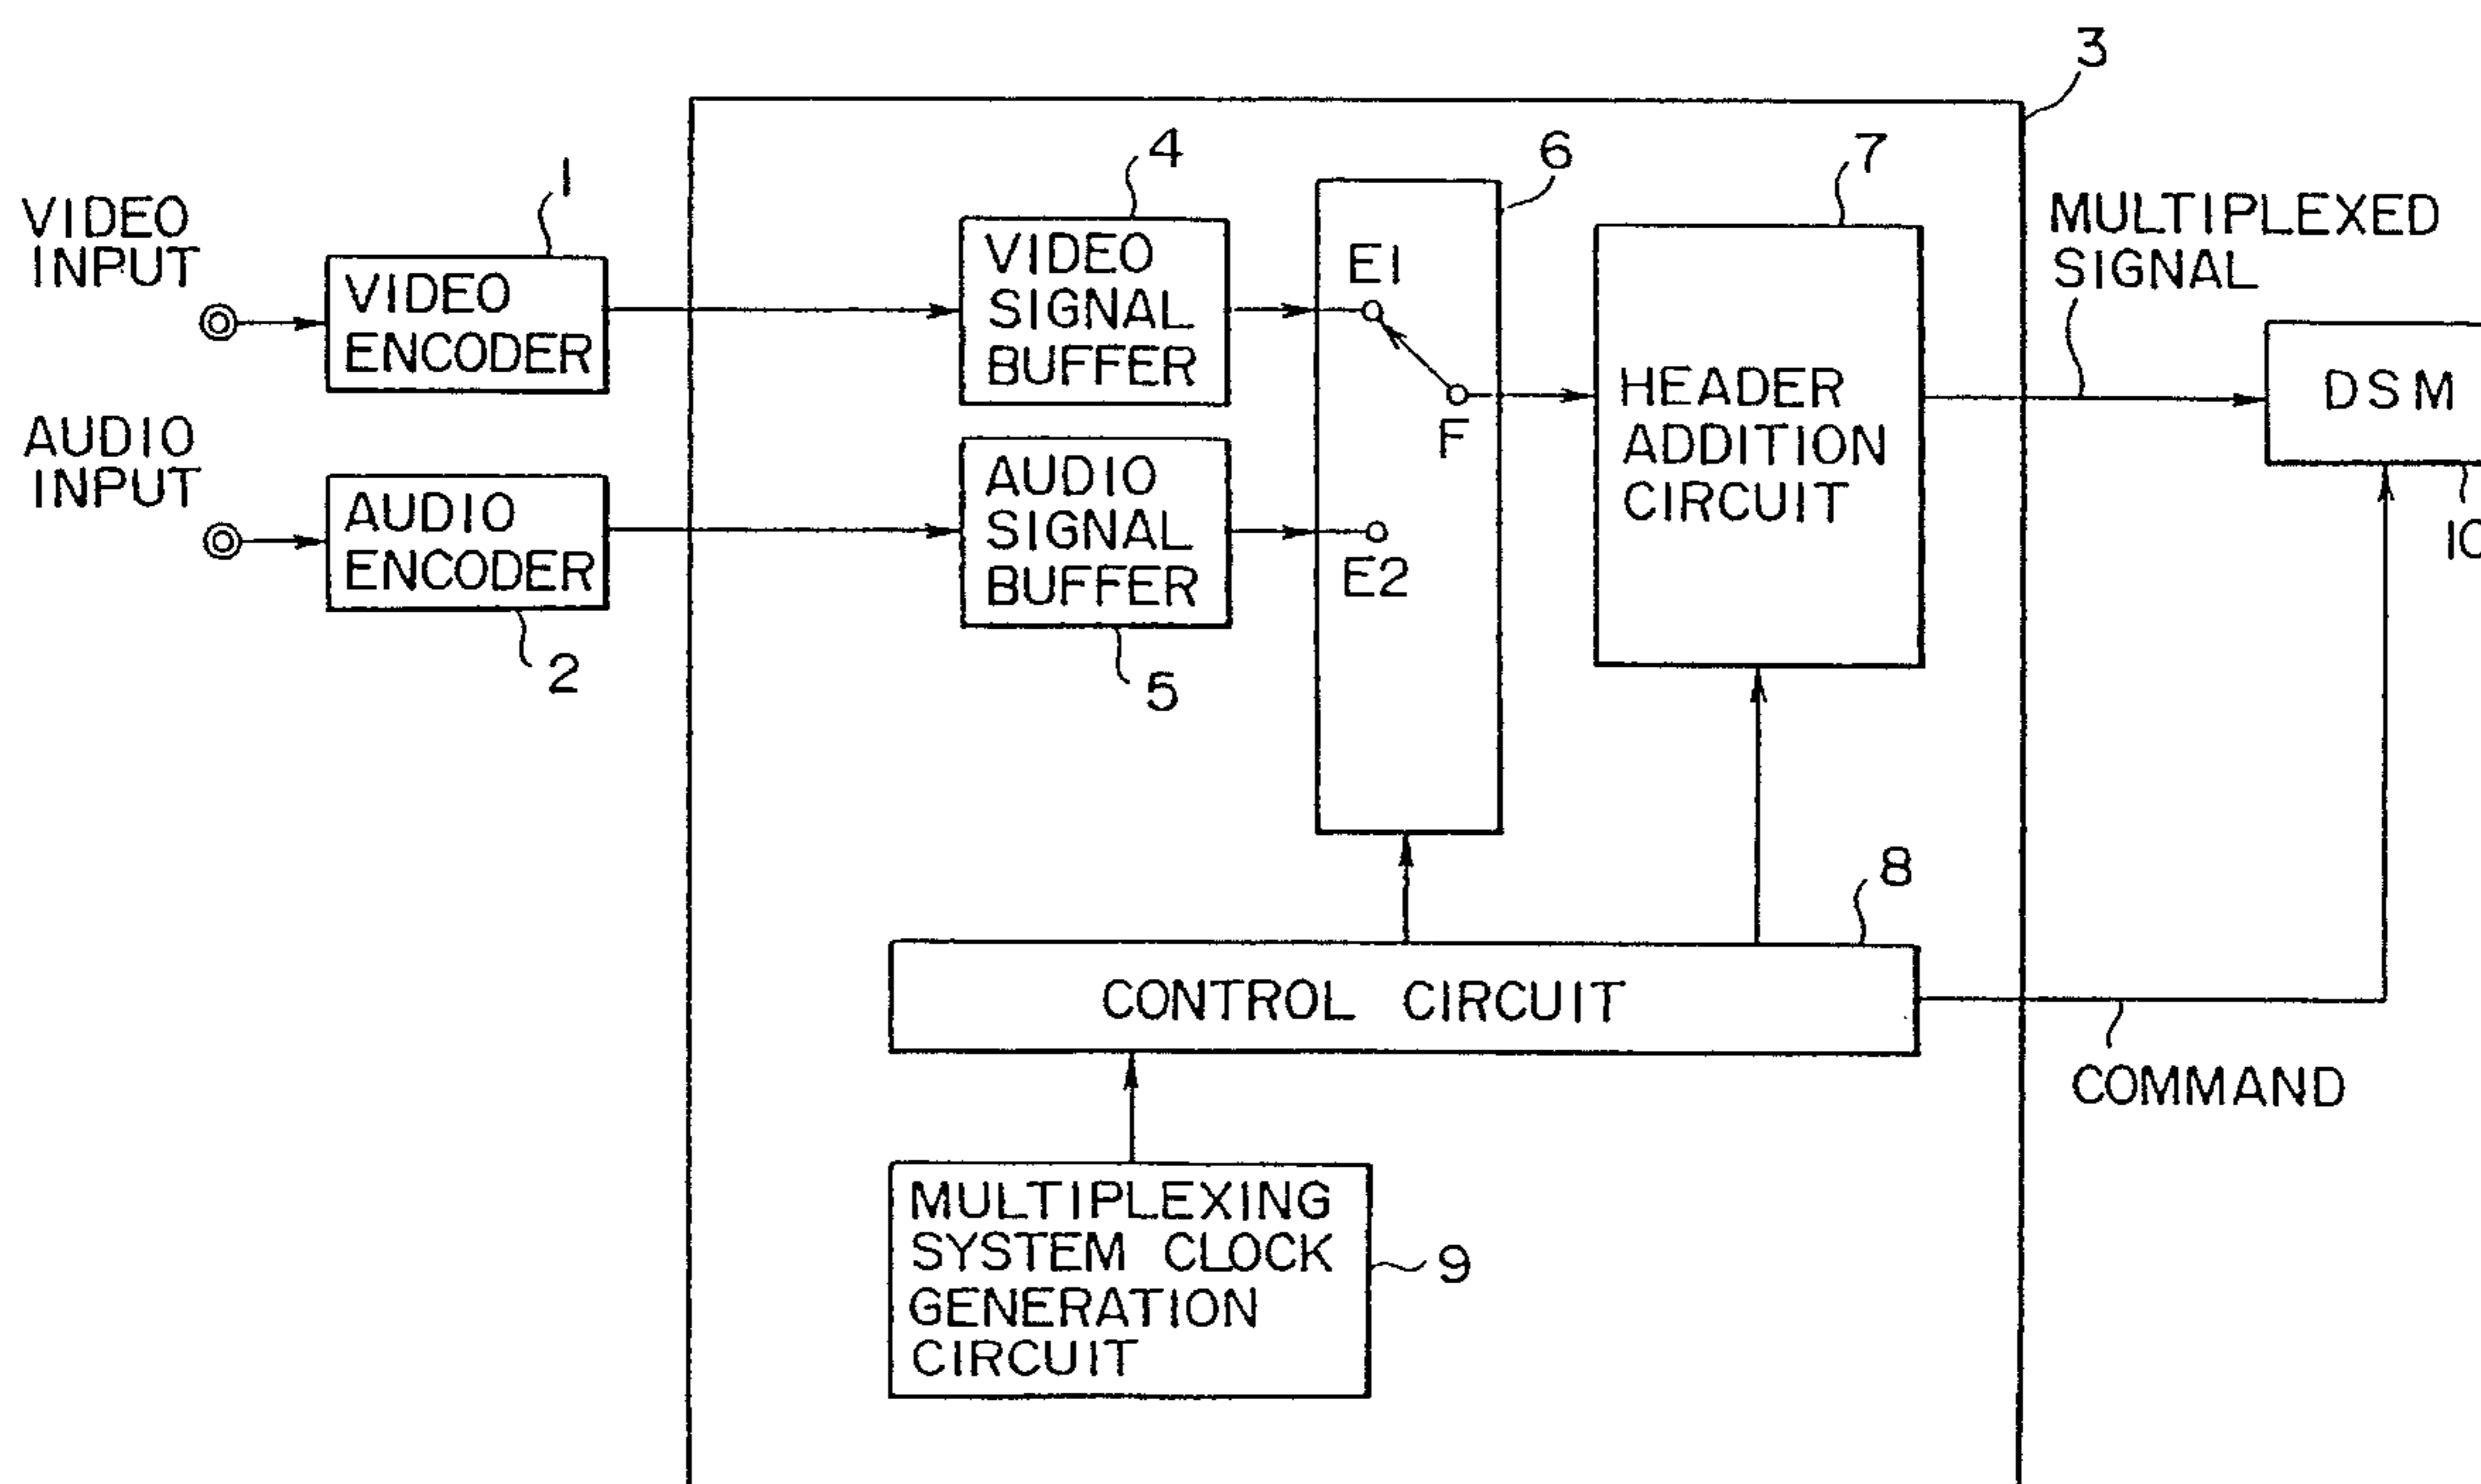 3
1
4
6
7
VIDEO
INPUT
VIDEO
ENCODER
VIDEO
SIGNAL
BUFFER
E1
F
HEADER
ADDITION
CIRCUIT
MULTIPLEXED
SIGNAL
DSM
10
AUDIO
INPUT
AUDIO
ENCODER
2
AUDIO
SIGNAL
BUFFER
5
E2
8
CONTROL CIRCUIT
COMMAND
MULTIPLEXING
SYSTEM CLOCK
GENERATION
CIRCUIT
9